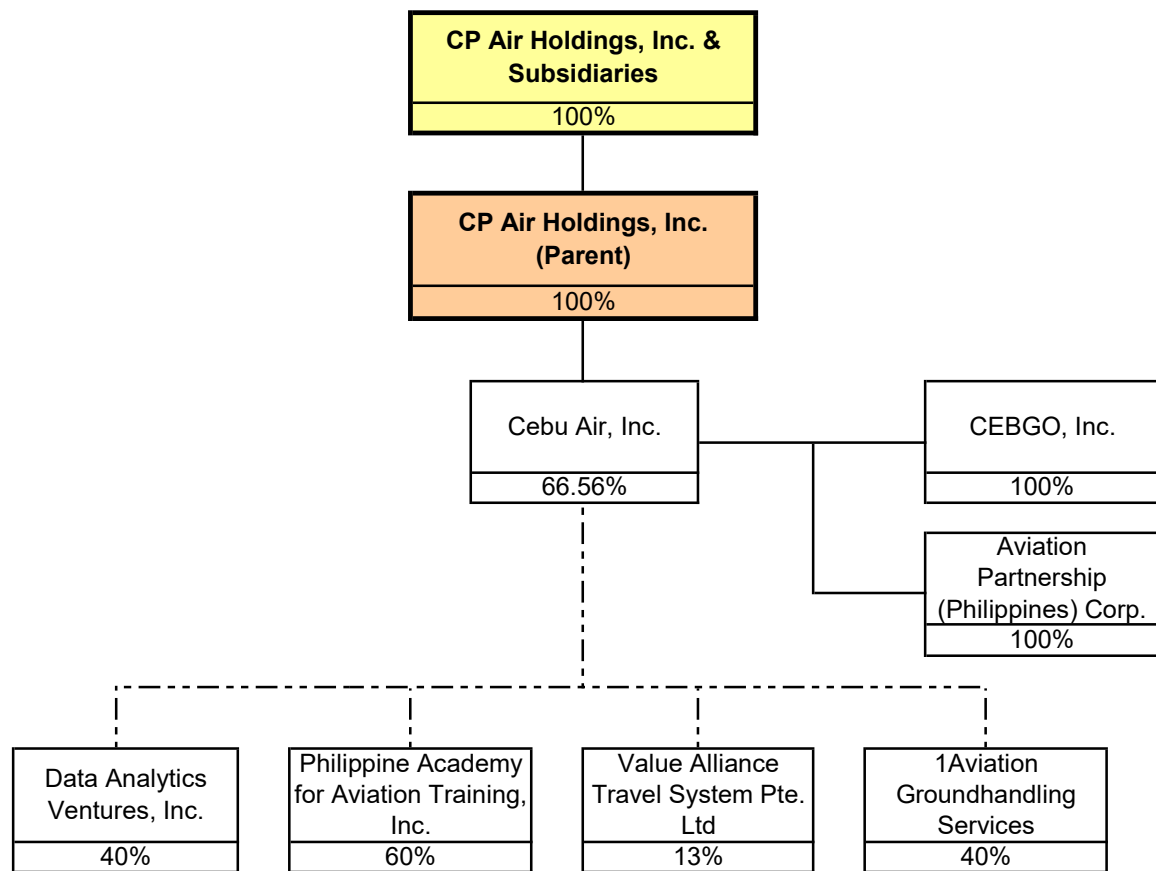 CP Air Holdings, Inc. &
Subsidiaries
100%
CP Air Holdings, Inc.
(Parent)
100%
Cebu Air, Inc.
66.56%
CEBGO, Inc.
100%
Aviation
Partnership
(Philippines) Corp.
100%
Data Analytics
Ventures, Inc.
40%
Philippine Academy
for Aviation Training,
Inc.
60%
Value Alliance
Travel System Pte.
Ltd
13%
1Aviation
Groundhandling
Services
40%